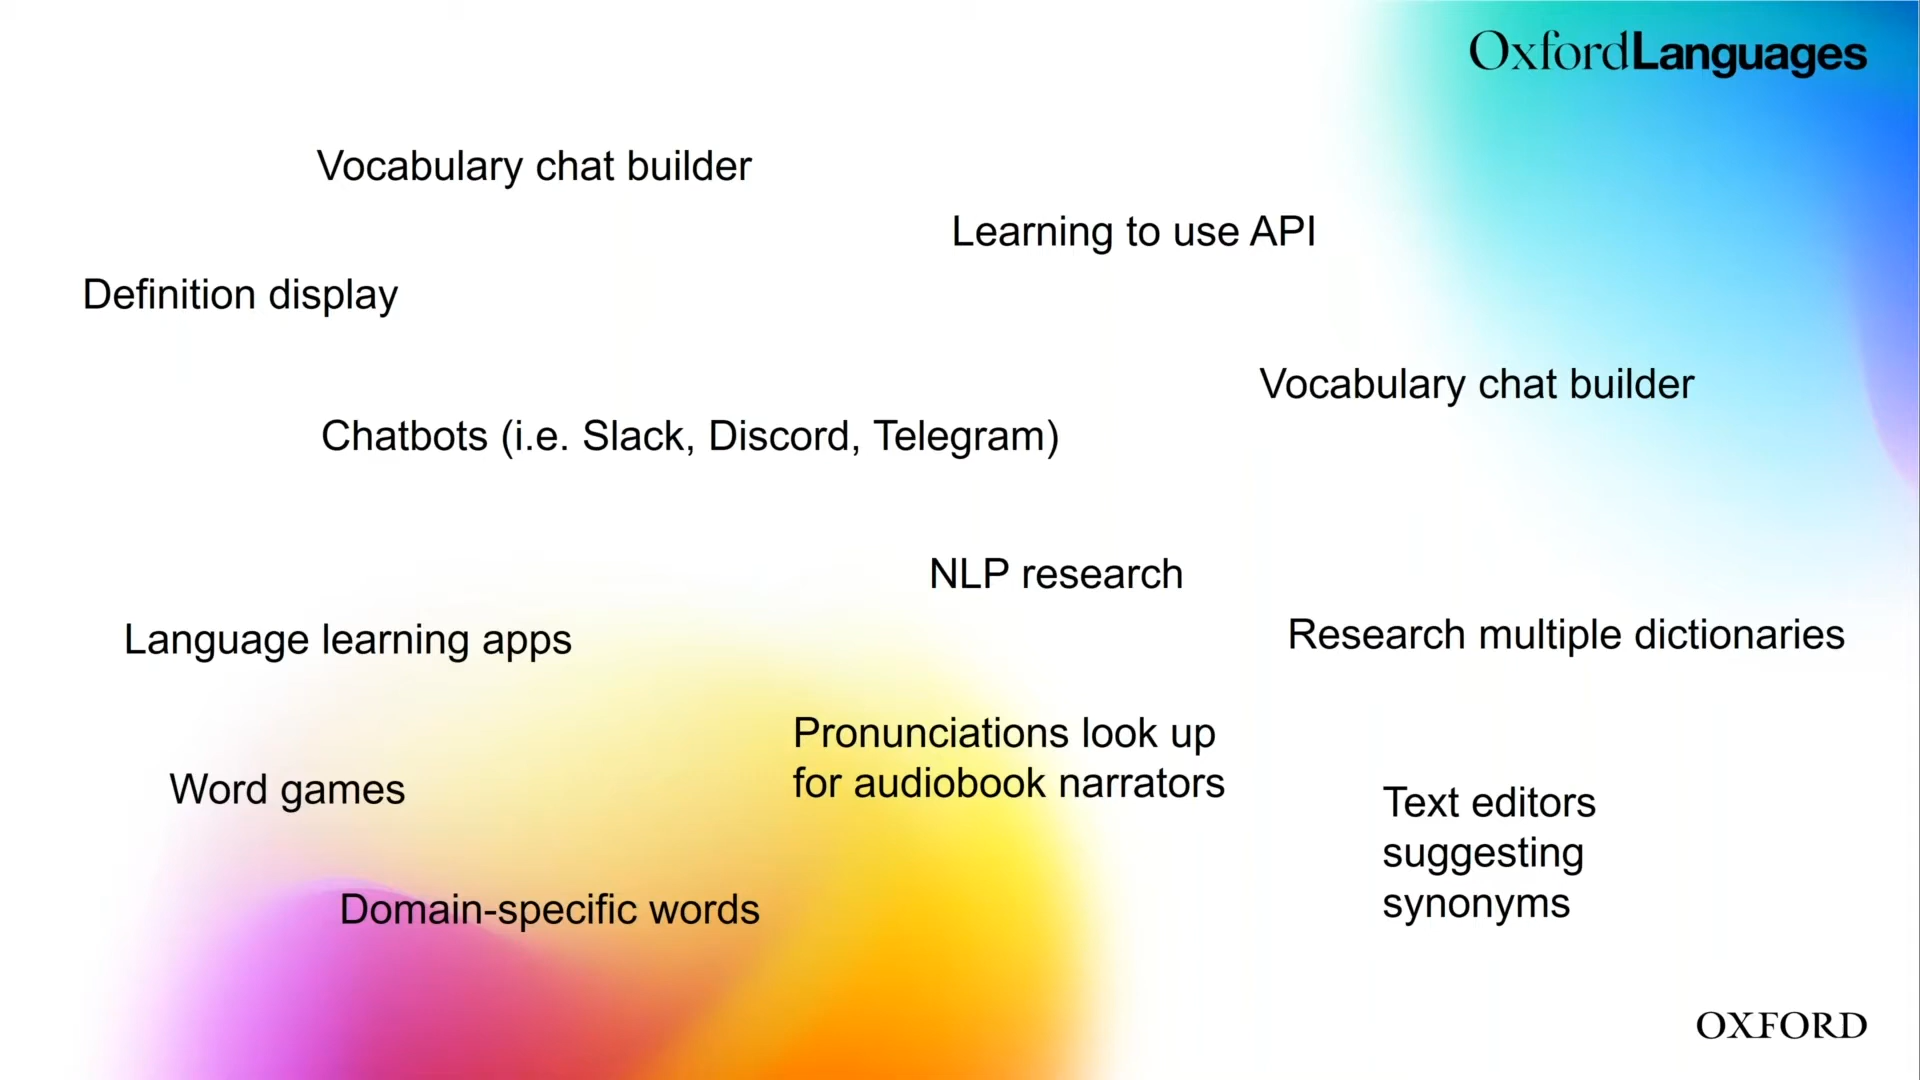 OxfordLanguages
Vocabulary chat builder
Learning to use API
Definition display
Vocabulary chat builder
Chatbots (i.e. Slack, Discord, Telegram)
NLP research
Research multiple dictionaries
Language learning apps
Pronunciations look up
for audiobook narrators
Word games
Text editors
suggesting
synonyms
Domain-specific words
OXFORD